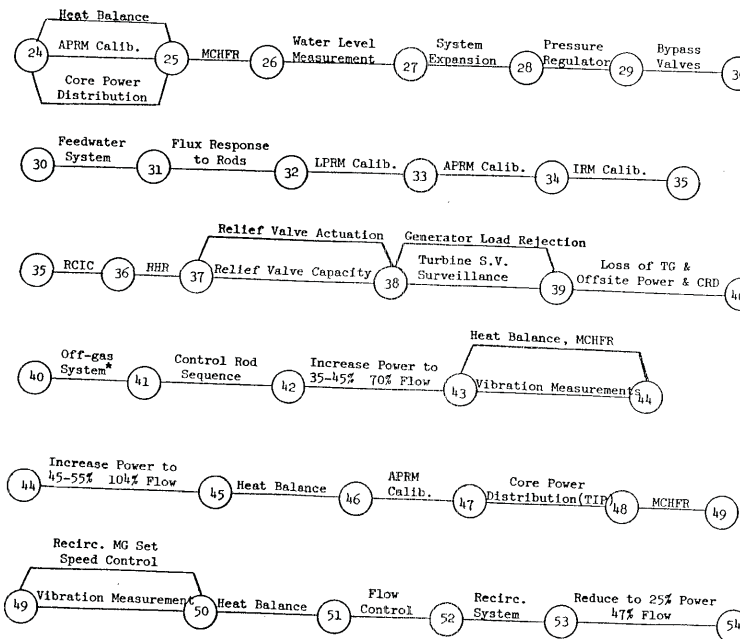 Heat Balance
24 APRM Calib. 25 MCHFR 26 Water Level Measurement 27 System Expansion 28 Pressure Regulator 29 Bypass Valves
Core Power Distribution
30 Feedwater System 31 Flux Response to Rods 32 LPRM Calib. 33 APRM Calib. 34 IRM Calib. 35
Relief Valve Actuation Generator Load Rejection
35 RCIC 36 RHR 37 Relief Valve Capacity 38 Turbine S.V. Surveillance 39 Loss of TG & Offsite Power & CRD 40
Heat Balance, MCHFR
40 Off-gas System* 41 Control Rod Sequence 42 Increase Power to 35-45% 70% Flow 43 Vibration Measurements 44
44 Increase Power to 45-55% 104% Flow 45 Heat Balance 46 APRM Calib. 47 Core Power Distribution(TIP) 48 MCHFR 49
Recirc. MG Set Speed Control
49 Vibration Measurement 50 Heat Balance 51 Flow Control 52 Recirc. System 53 Reduce to 25% Power 47% Flow 54